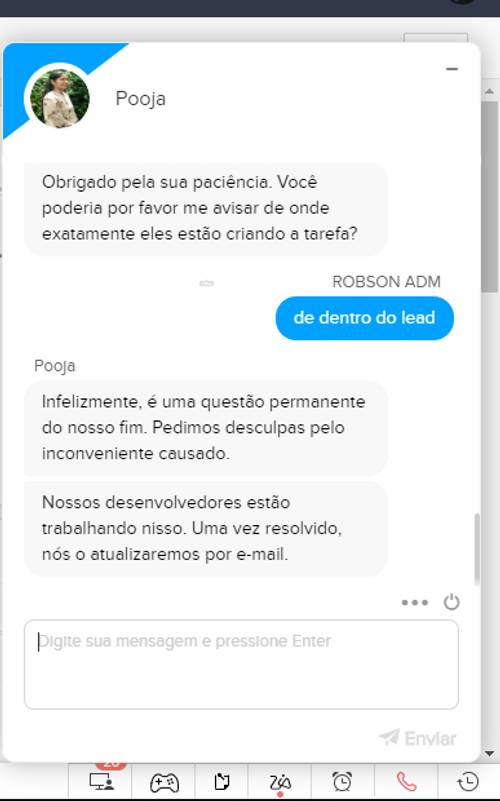 Pooja
Obrigado pela sua paciência. Você
poderia por favor me avisar de onde
exatamente eles estão criando a tarefa?
ROBSON ADM
de dentro do lead
Pooja
Infelizmente, é uma questão permanente
do nosso fim. Pedimos desculpas pelo
inconveniente causado.
Nossos desenvolvedores estão
trabalhando nisso. Uma vez resolvido,
nós o atualizaremos por e-mail.
Digite sua mensagem e pressione Enter
Enviar